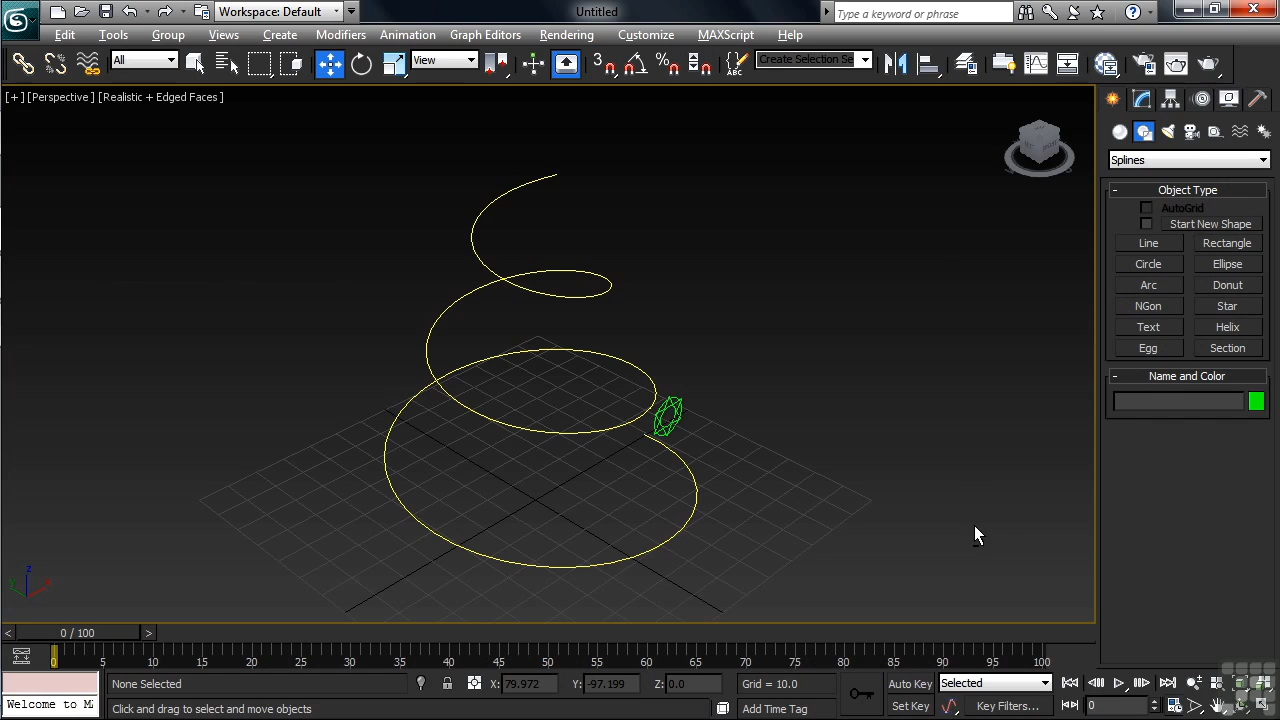 Workspace: Default
Untitled
Type a keyword or phrase
Edit Tools Group Views Create Modifiers Animation Graph Editors Rendering Customize MAXScript Help
All
View
3
Create Selection Se
[+] [Perspective] [Realistic + Edged Faces]
Splines
- Object Type
AutoGrid
Start New Shape
Line Rectangle
Circle Ellipse
Arc Donut
NGon Star
Text Helix
Egg Section
- Name and Color
z
y x
< 0 / 100 >
0 5 10 15 20 25 30 35 40 45 50 55 60 65 70 75 80 85 90 95 100
None Selected X: 79.972 Y: -97.199 Z: 0.0 Grid = 10.0 Auto Key Selected
Welcome to M Click and drag to select and move objects Add Time Tag Set Key Key Filters... 0